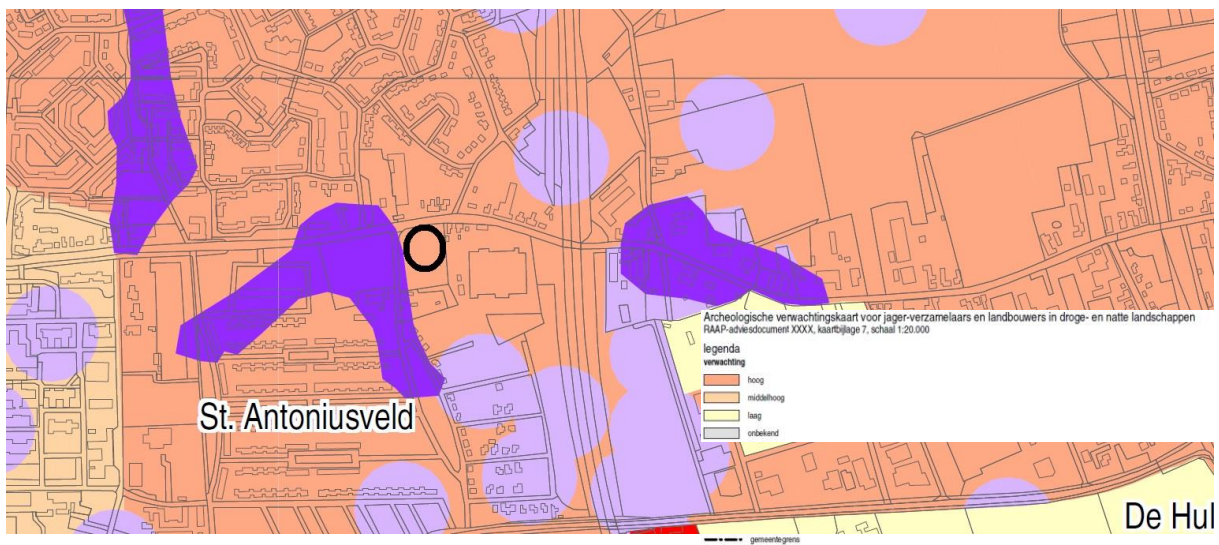 Archeologische verwachtingskaart voor jager-verzamelaars en landbouwers in droge- en natte landschappen
RAAP-adviesdocument XXXX, kaartbijlage 7, schaal 1:20.000
legenda
verwachting
hoog
middelhoog
laag
onbekend
St. Antoniusveld
De Hul
gemeentegrens